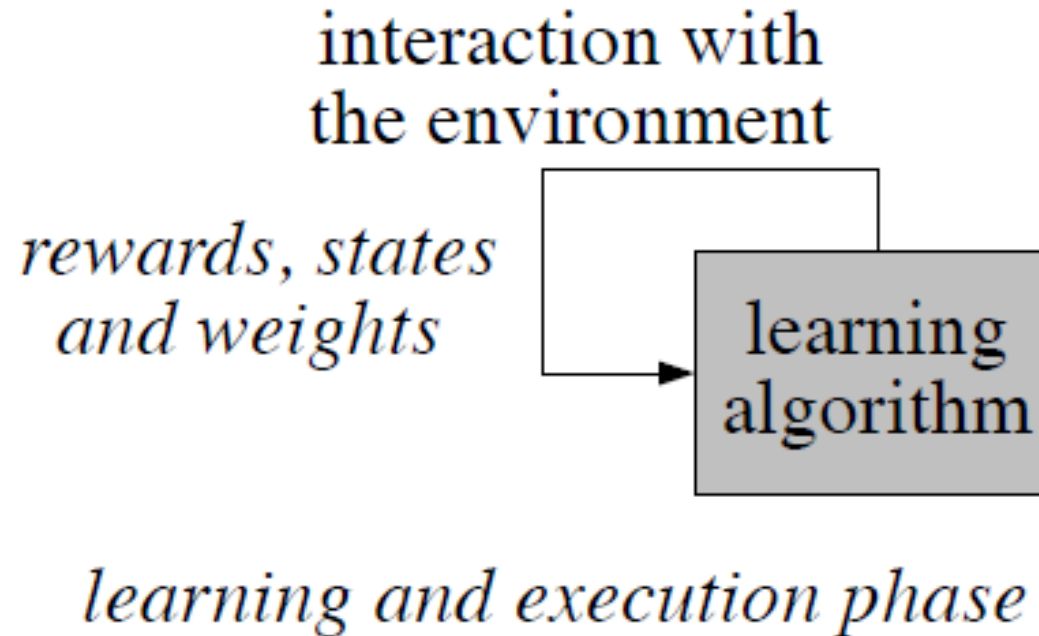 interaction with
the environment
rewards, states
and weights
learning
algorithm
learning and execution phase